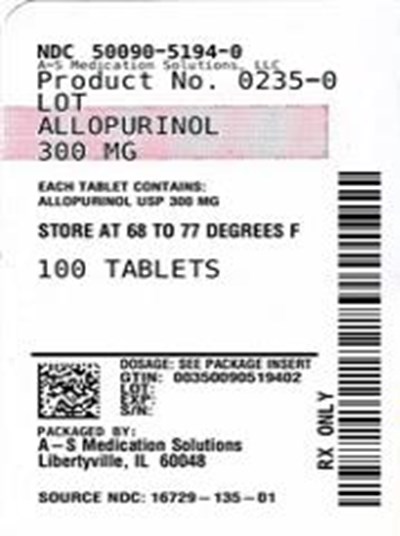 NDC 50090-5194-0
A-S Medication Solutions, LLC
Product No. 0235-0
LOT
ALLOPURINOL
300 MG
EACH TABLET CONTAINS:
ALLOPURINOL USP 300 MG
STORE AT 68 TO 77 DEGREES F
100 TABLETS
DOSAGE: SEE PACKAGE INSERT
GTIN: 00350090519402
LOT:
EXP:
S/N:
PACKAGED BY:
A-S Medication Solutions
Libertyville, IL 60048
SOURCE NDC: 16729-135-01
RX ONLY